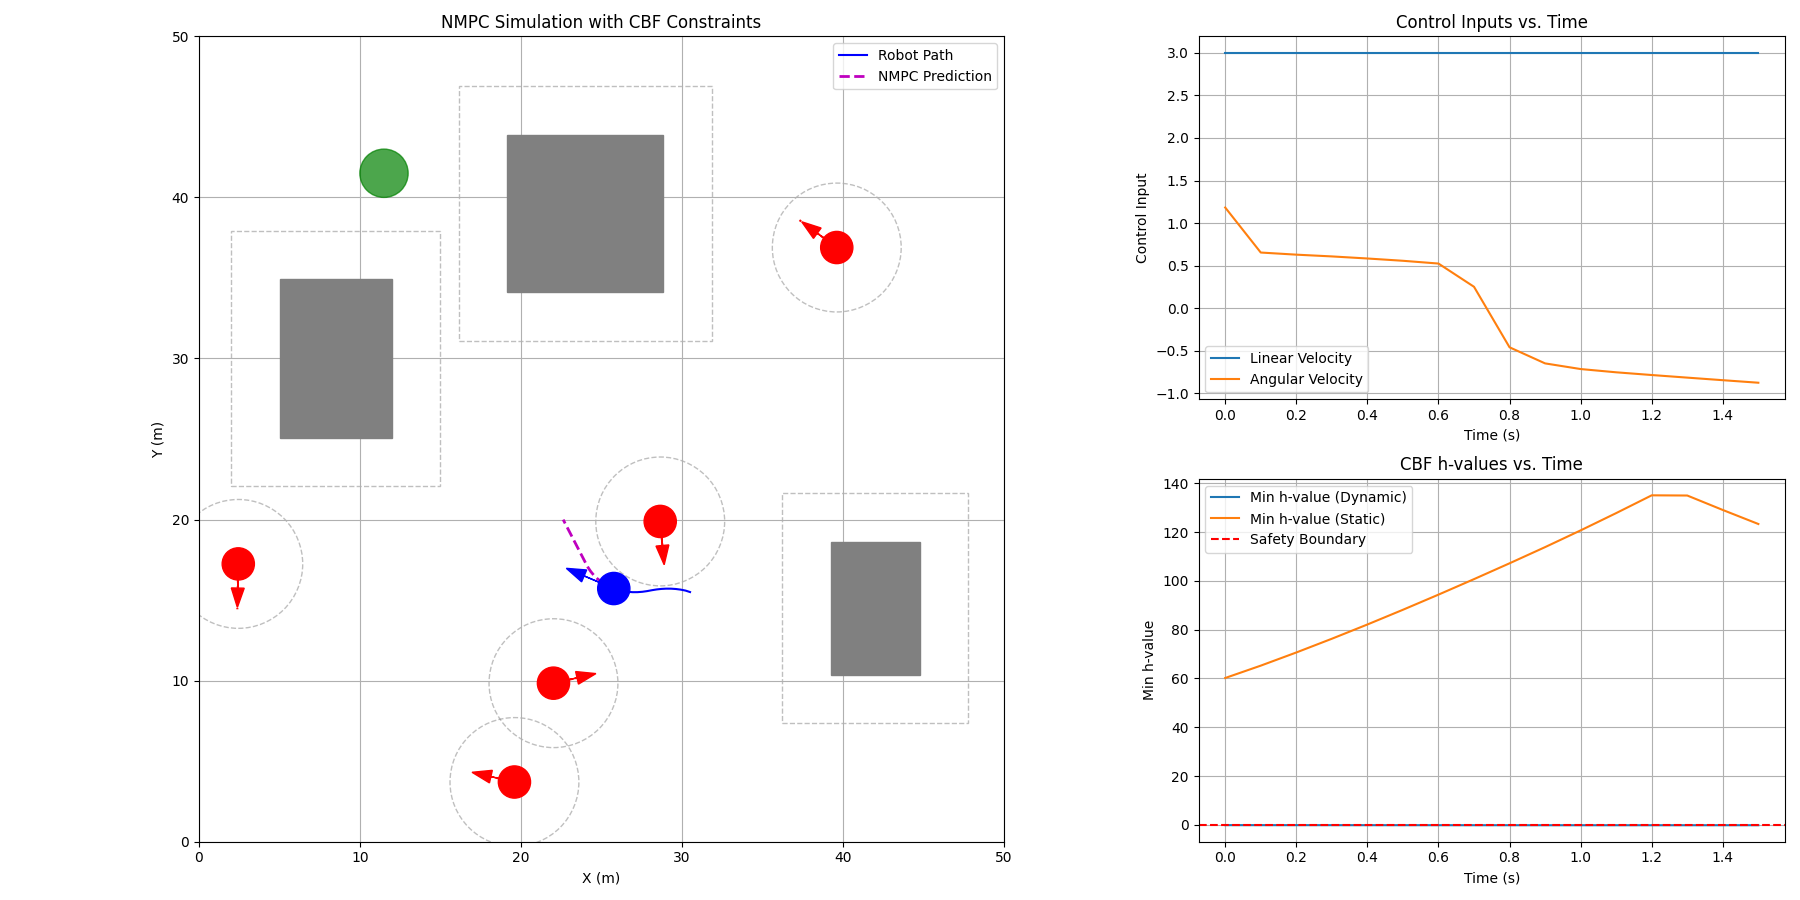 NMPC Simulation with CBF Constraints
Robot Path
NMPC Prediction
Y (m)
50
40
30
20
10
0
0 10 20 30 40 50
X (m)
Control Inputs vs. Time
Control Input
3.0
2.5
2.0
1.5
1.0
0.5
0.0
−0.5
−1.0
Linear Velocity
Angular Velocity
0.0 0.2 0.4 0.6 0.8 1.0 1.2 1.4
Time (s)
CBF h-values vs. Time
Min h-value
140
120
100
80
60
40
20
0
Min h-value (Dynamic)
Min h-value (Static)
Safety Boundary
0.0 0.2 0.4 0.6 0.8 1.0 1.2 1.4
Time (s)